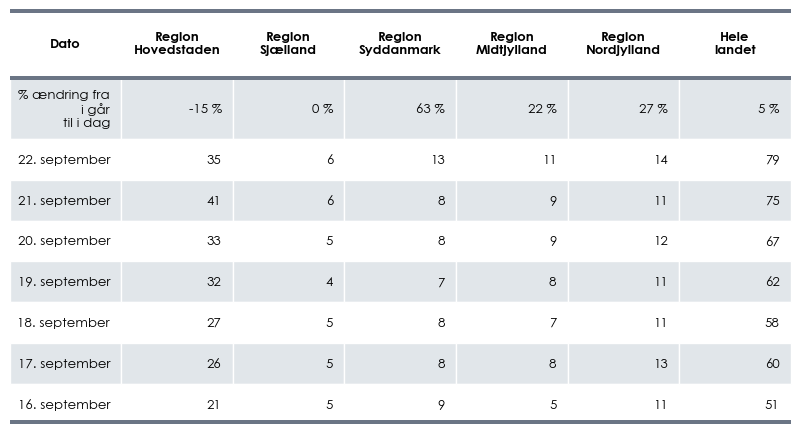 Dato Region Hovedstaden Region Sjælland Region Syddanmark Region Midtjylland Region Nordjylland Hele landet
% ændring fra
i går
til i dag -15 % 0 % 63 % 22 % 27 % 5 %
22. september 35 6 13 11 14 79
21. september 41 6 8 9 11 75
20. september 33 5 8 9 12 67
19. september 32 4 7 8 11 62
18. september 27 5 8 7 11 58
17. september 26 5 8 8 13 60
16. september 21 5 9 5 11 51